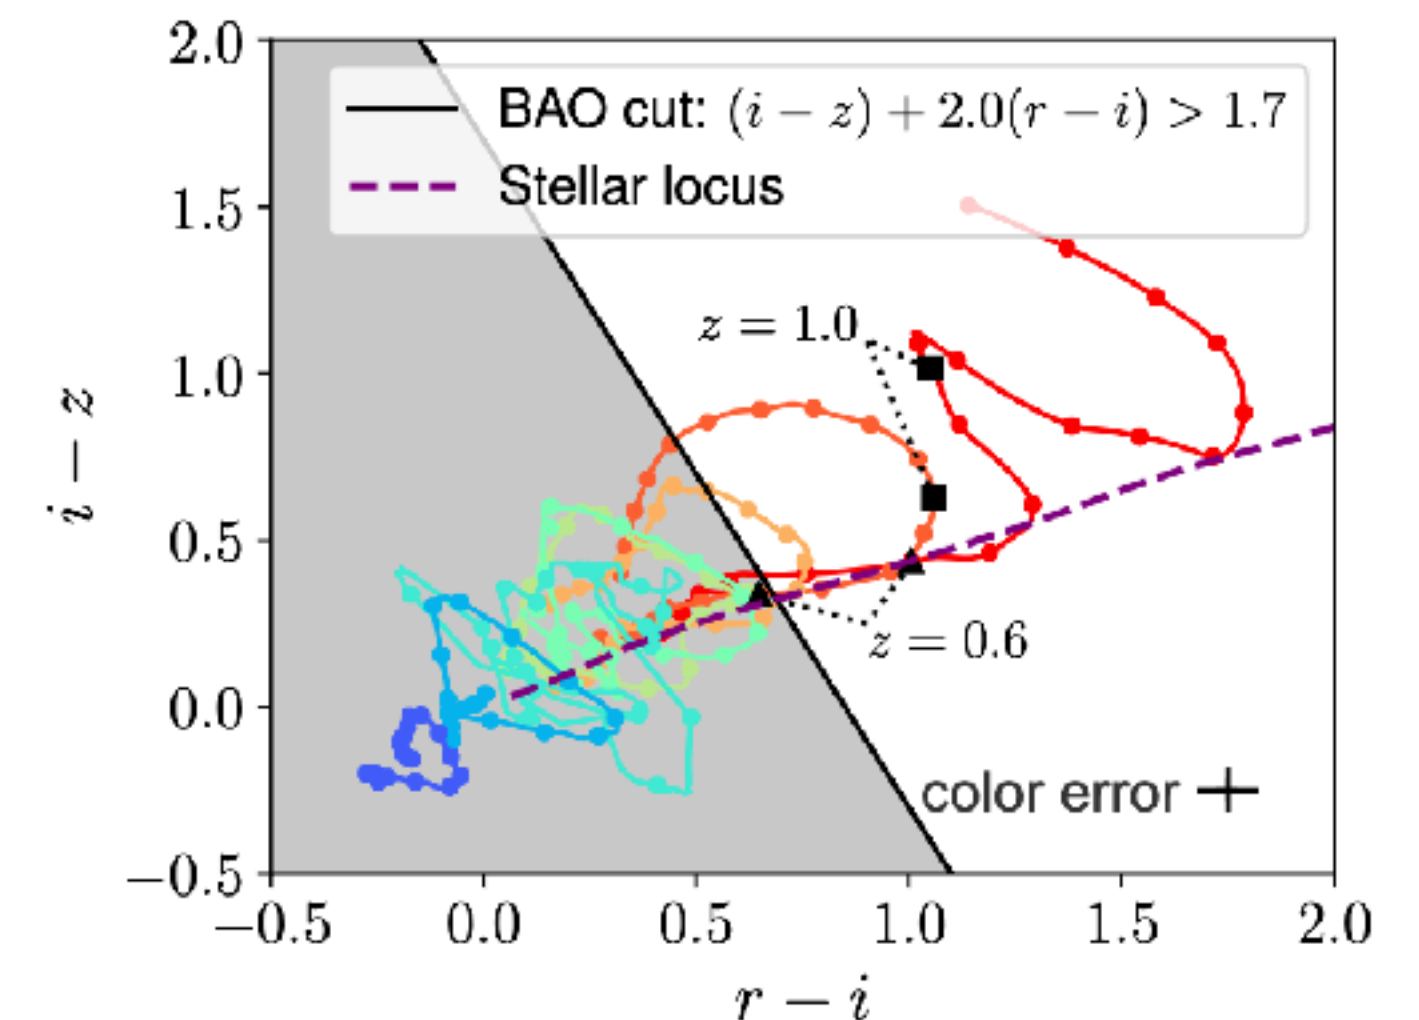 2.0
BAO cut: (i − z) + 2.0(r − i) > 1.7
Stellar locus
1.5
z = 1.0
1.0
i − z
0.5
z = 0.6
0.0
color error
−0.5
−0.5 0.0 0.5 1.0 1.5 2.0
r − i